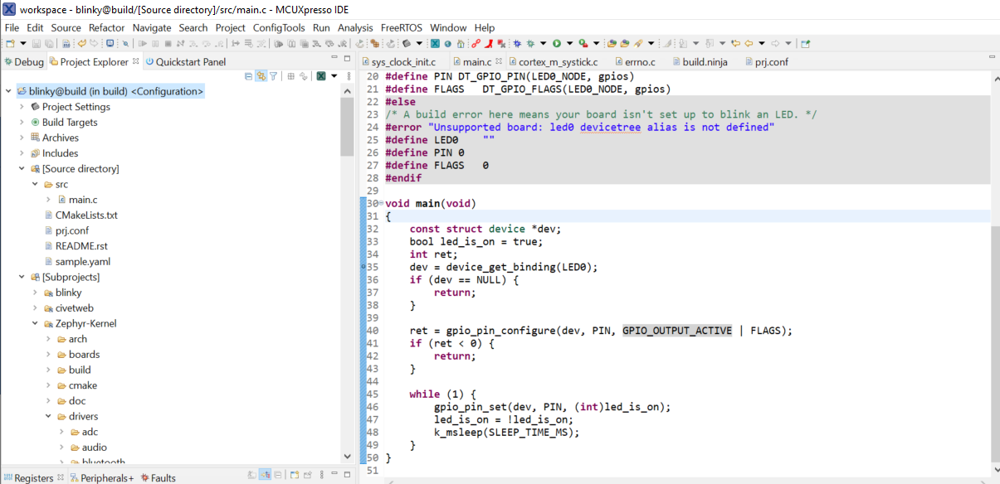 workspace - blinky@build/[Source directory]/src/main.c - MCUXpresso IDE
File Edit Source Refactor Navigate Search Project ConfigTools Run Analysis FreeRTOS Window Help
Debug Project Explorer Quickstart Panel
blinky@build (in build) <Configuration>
Project Settings
Build Targets
Archives
Includes
[Source directory]
src
main.c
CMakeLists.txt
prj.conf
README.rst
sample.yaml
[Subprojects]
blinky
civetweb
Zephyr-Kernel
arch
boards
build
cmake
doc
drivers
adc
audio
bluetooth
Registers Peripherals+ Faults
sys_clock_init.c main.c cortex_m_systick.c errno.c build.ninja prj.conf
20 #define PIN DT_GPIO_PIN(LED0_NODE, gpios)
21 #define FLAGS   DT_GPIO_FLAGS(LED0_NODE, gpios)
22 #else
23 /* A build error here means your board isn't set up to blink an LED. */
24 #error "Unsupported board: led0 devicetree alias is not defined"
25 #define LED0    ""
26 #define PIN 0
27 #define FLAGS   0
28 #endif
29
30 void main(void)
31 {
32     const struct device *dev;
33     bool led_is_on = true;
34     int ret;
35     dev = device_get_binding(LED0);
36     if (dev == NULL) {
37         return;
38     }
39
40     ret = gpio_pin_configure(dev, PIN, GPIO_OUTPUT_ACTIVE | FLAGS);
41     if (ret < 0) {
42         return;
43     }
44
45     while (1) {
46         gpio_pin_set(dev, PIN, (int)led_is_on);
47         led_is_on = !led_is_on;
48         k_msleep(SLEEP_TIME_MS);
49     }
50 }
51